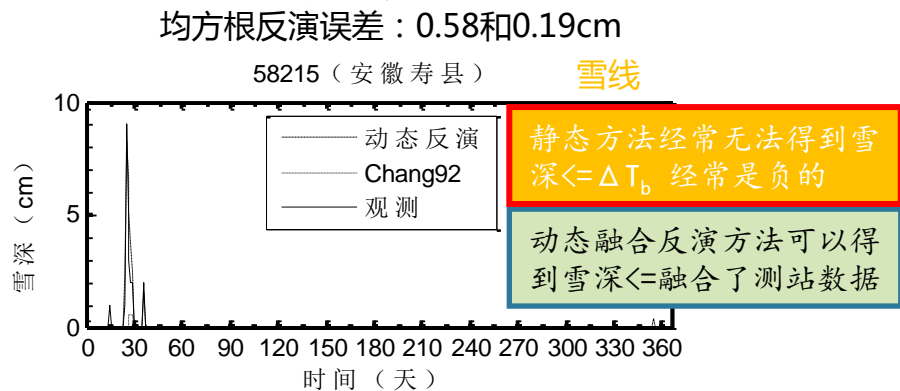 均方根反演误差：0.58和0.19cm
58215（安徽寿县）
雪线
10
5
0
雪深（cm）
动态反演
Chang92
观测
静态方法经常无法得到雪
深<=ΔTb 经常是负的
动态融合反演方法可以得
到雪深<=融合了测站数据
0 30 60 90 120 150 180 210 240 270 300 330 360
时间（天）